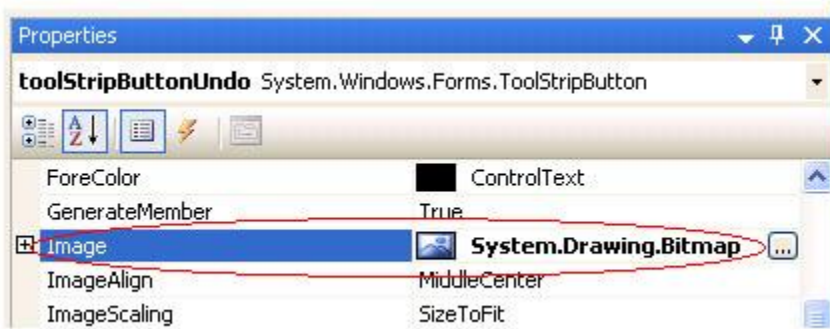 Properties
toolStripButtonUndo System.Windows.Forms.ToolStripButton
A
Z
ForeColor ControlText
GenerateMember True
Image System.Drawing.Bitmap ...
ImageAlign MiddleCenter
ImageScaling SizeToFit